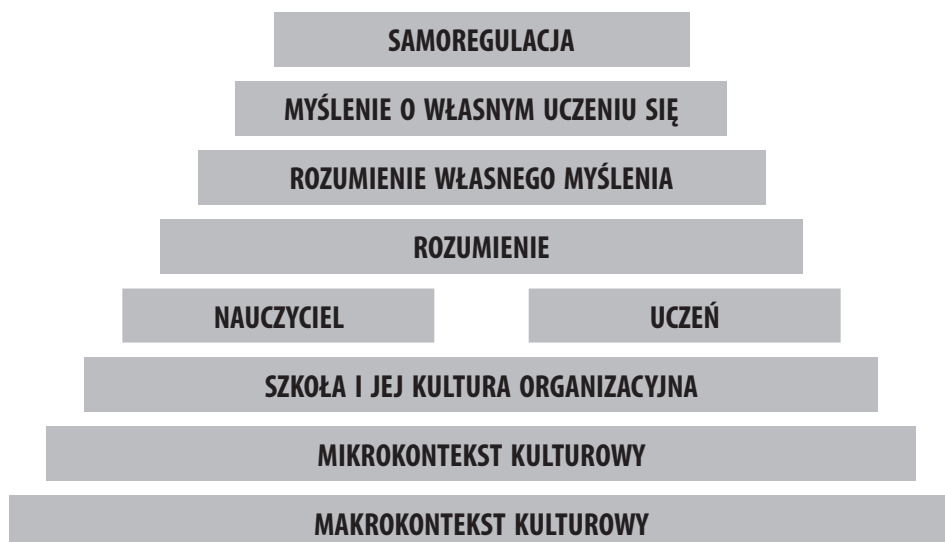 SAMOREGULACJA
MYŚLENIE O WŁASNYM UCZENIU SIĘ
ROZUMIENIE WŁASNEGO MYŚLENIA
ROZUMIENIE
NAUCZYCIEL UCZEŃ
SZKOŁA I JEJ KULTURA ORGANIZACYJNA
MIKROKONTEKST KULTUROWY
MAKROKONTEKST KULTUROWY